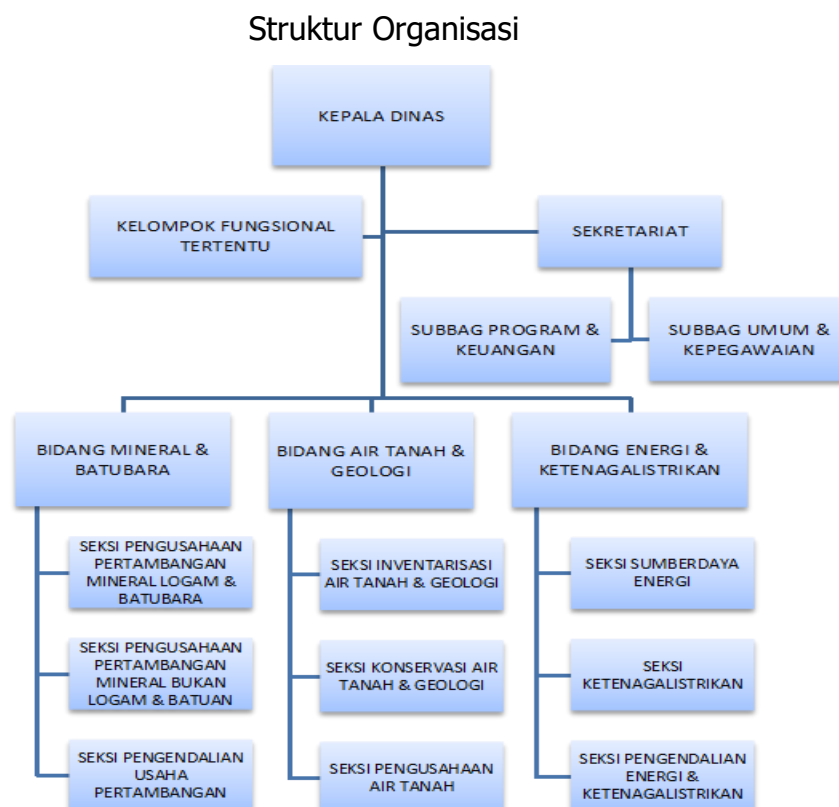 Struktur Organisasi
KEPALA DINAS
KELOMPOK FUNGSIONAL
TERTENTU
SEKRETARIAT
SUBBAG PROGRAM &
KEUANGAN
SUBBAG UMUM &
KEPEGAWAIAN
BIDANG MINERAL &
BATUBARA
BIDANG AIR TANAH &
GEOLOGI
BIDANG ENERGI &
KETENAGALISTRIKAN
SEKSI PENGUSAHAAN
PERTAMBANGAN
MINERAL LOGAM &
BATUBARA
SEKSI INVENTARISASI
AIR TANAH & GEOLOGI
SEKSI SUMBERDAYA
ENERGI
SEKSI PENGUSAHAAN
PERTAMBANGAN
MINERAL BUKAN
LOGAM & BATUAN
SEKSI KONSERVASI AIR
TANAH & GEOLOGI
SEKSI
KETENAGALISTRIKAN
SEKSI PENGENDALIAN
USAHA
PERTAMBANGAN
SEKSI PENGUSAHAAN
AIR TANAH
SEKSI PENGENDALIAN
ENERGI &
KETENAGALISTRIKAN